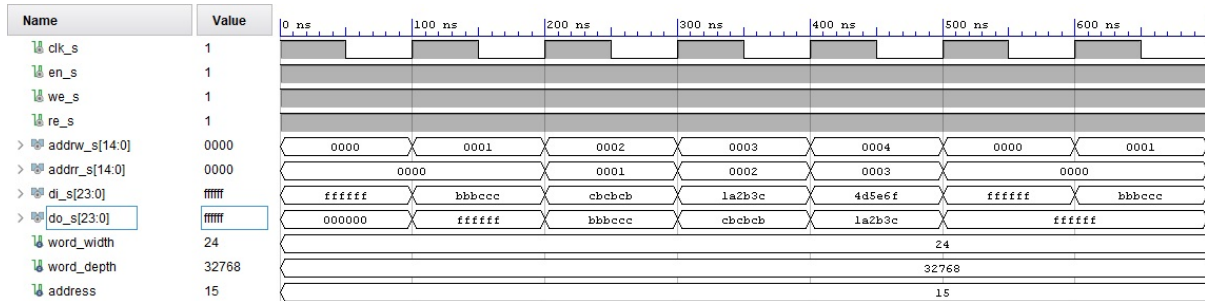 Name Value 0 ns 100 ns 200 ns 300 ns 400 ns 500 ns 600 ns
clk_s 1
en_s 1
we_s 1
re_s 1
addrw_s[14:0] 0000 0000 0001 0002 0003 0004 0000 0001
addrr_s[14:0] 0000 0000 0001 0002 0003 0000
di_s[23:0] ffffff ffffff bbbccc cbcbcb 1a2b3c 4d5e6f ffffff bbbccc
do_s[23:0] ffffff 000000 ffffff bbbccc cbcbcb 1a2b3c ffffff
word_width 24 24
word_depth 32768 32768
address 15 15